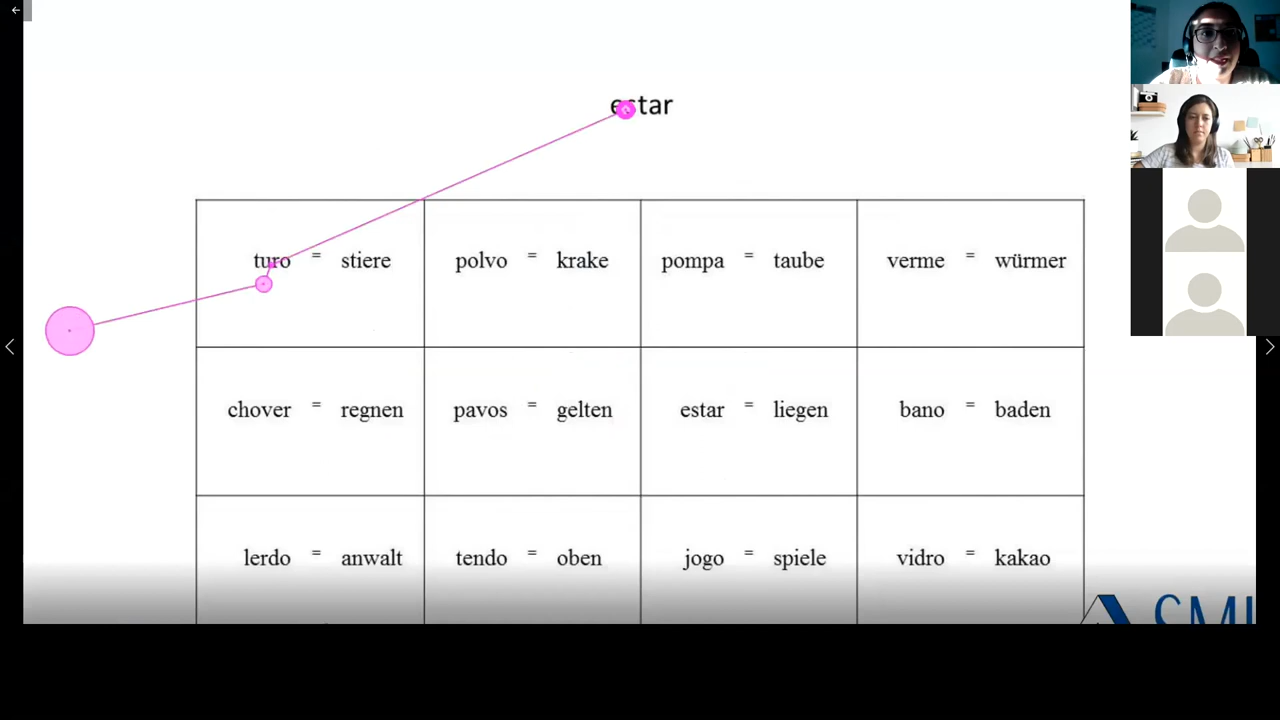 estar
turo = stiere polvo = krake pompa = taube verme = würmer
chover = regnen pavos = gelten estar = liegen bano = baden
lerdo = anwalt tendo = oben jogo = spiele vidro = kakao